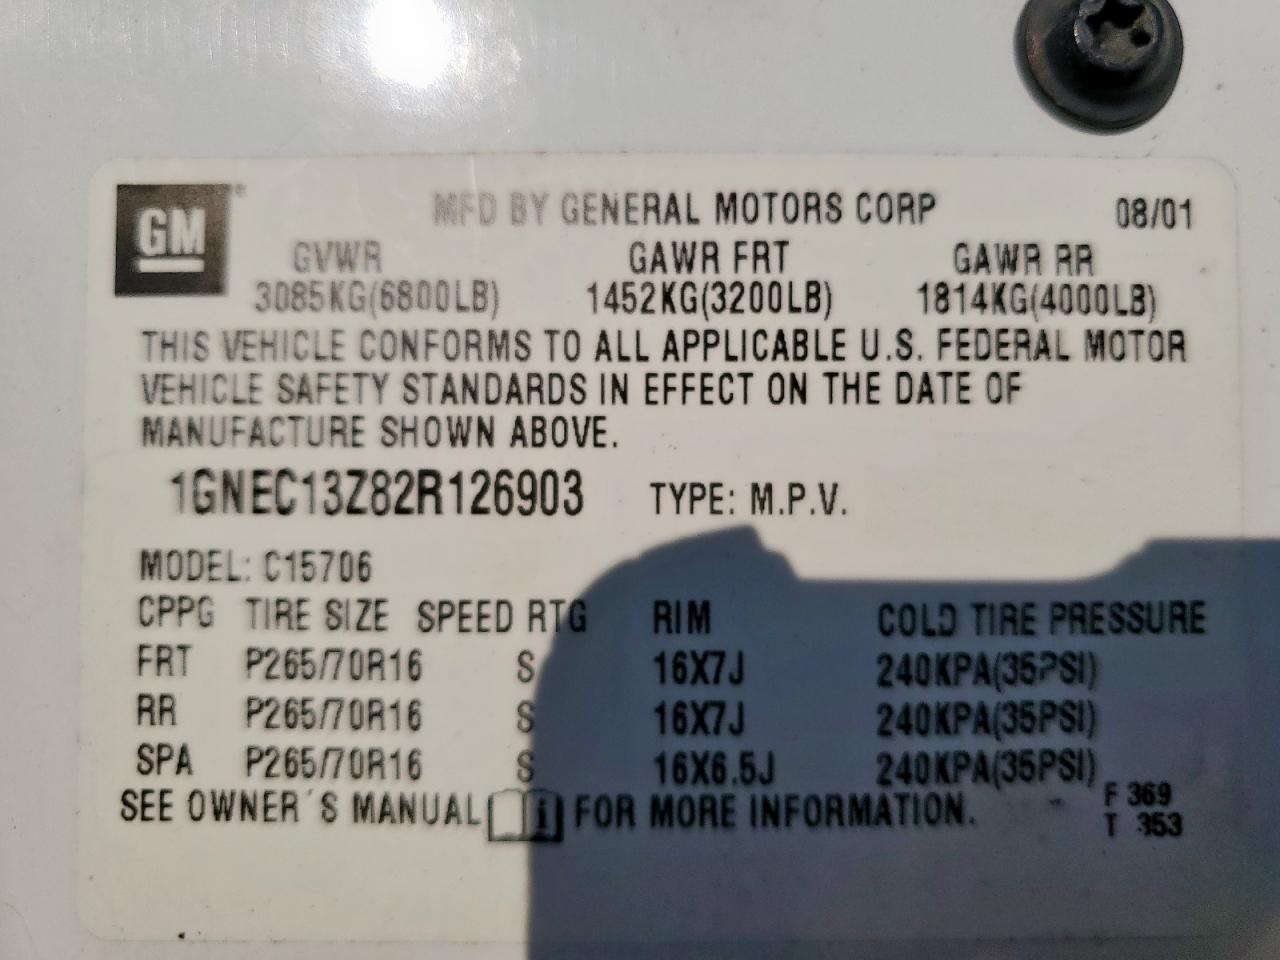 GM
MFD BY GENERAL MOTORS CORP 08/01
GVWR GAWR FRT GAWR RR
3085KG(6800LB) 1452KG(3200LB) 1814KG(4000LB)
THIS VEHICLE CONFORMS TO ALL APPLICABLE U.S. FEDERAL MOTOR
VEHICLE SAFETY STANDARDS IN EFFECT ON THE DATE OF
MANUFACTURE SHOWN ABOVE.
1GNEC13Z82R126903 TYPE: M.P.V.
MODEL: C15706
CPPG TIRE SIZE SPEED RTG RIM COLD TIRE PRESSURE
FRT P265/70R16 S 16X7J 240KPA(35PSI)
RR P265/70R16 S 16X7J 240KPA(35PSI)
SPA P265/70R16 S 16X6.5J 240KPA(35PSI)
SEE OWNER'S MANUAL i FOR MORE INFORMATION.
F 369
T 353